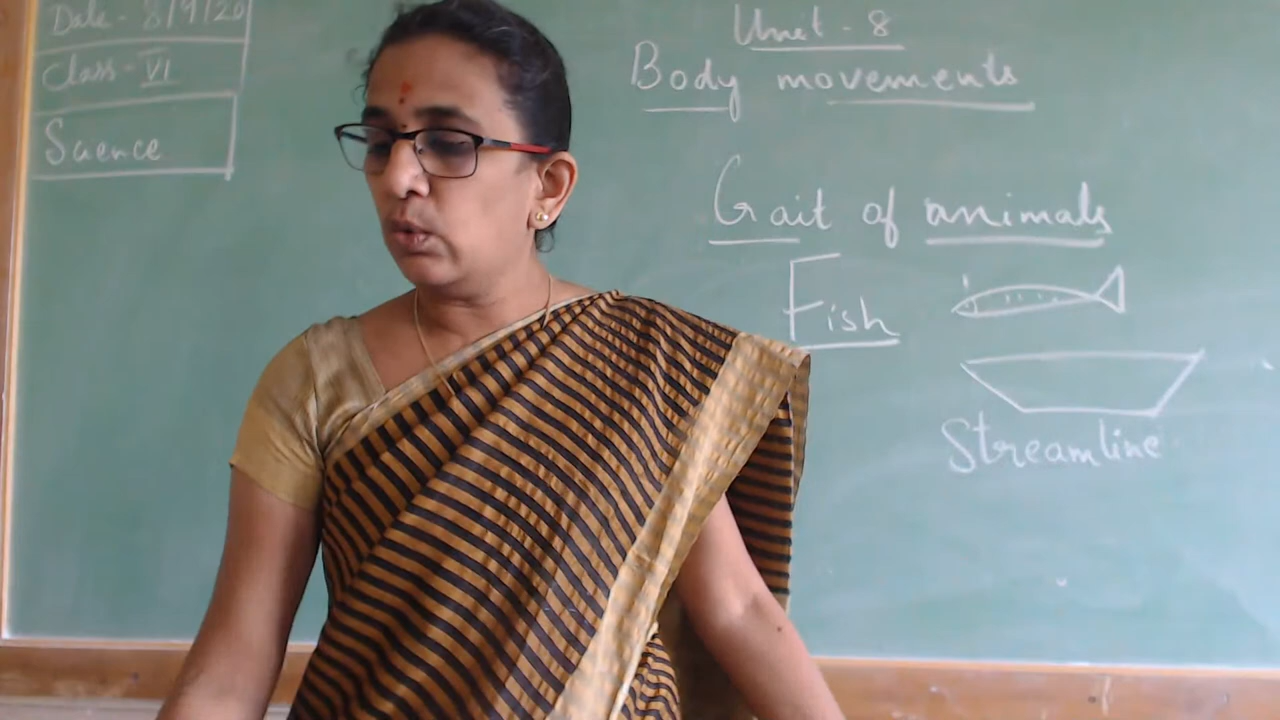 Date - 8/9/20
Class - VI
Science
Unit - 8
Body movements
Gait of animals
Fish
Streamline